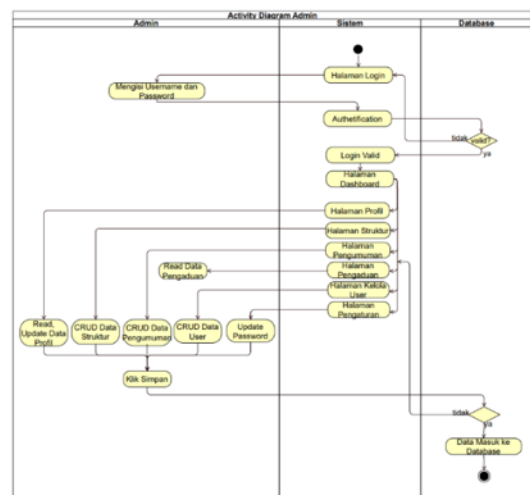 Activity Diagram Admin
Admin
Sistem
Database
Halaman Login
Mengisi Username dan
Password
Authetification
tidak
valid?
ya
Login Valid
Halaman
Dashboard
Halaman Profil
Halaman Struktur
Halaman
Pengumuman
Read Data
Pengaduan
Halaman
Pengaduan
Halaman Kelola
User
Halaman
Pengaturan
Read,
Update Data
Profil
CRUD Data
Struktur
CRUD Data
Pengumuman
CRUD Data
User
Update
Password
Klik Simpan
tidak
ya
Data Masuk ke
Database